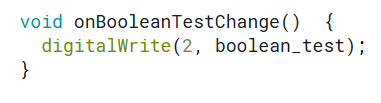 void onBooleanTestChange()  {
  digitalWrite(2, boolean_test);
}